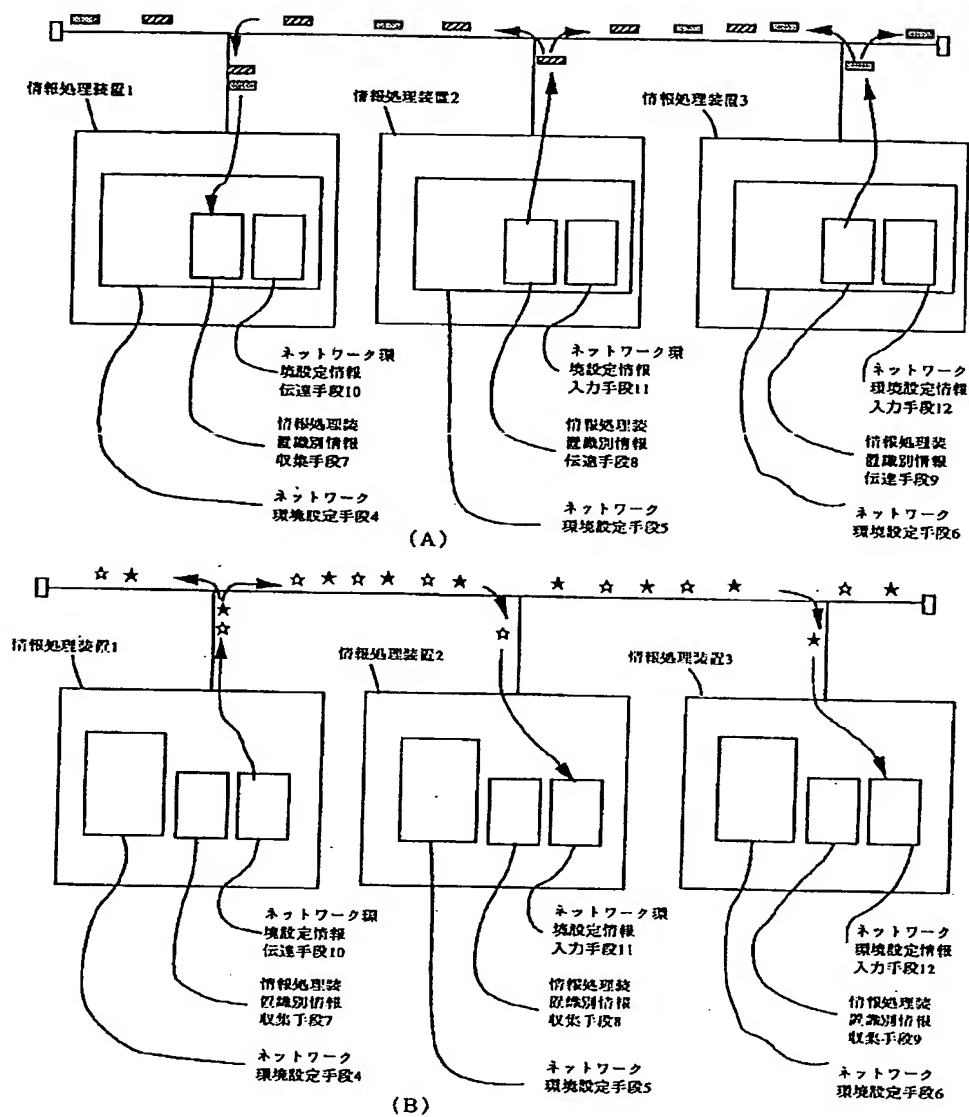 情報処理装置1
情報処理装置2
情報処理装置3
ネットワーク環
境設定情報
伝達手段10
情報処理装
置識別情報
収集手段7
ネットワーク
環境設定手段4
ネットワーク環
境設定情報
入力手段11
情報処理装
置識別情報
伝達手段8
ネットワーク
環境設定手段5
ネットワーク
環境設定情報
入力手段12
情報処理装
置識別情報
伝達手段9
ネットワーク
環境設定手段6
(A)
情報処理装置1
情報処理装置2
情報処理装置3
ネットワーク環
境設定情報
伝達手段10
情報処理装
置識別情報
収集手段7
ネットワーク
環境設定手段4
ネットワーク環
境設定情報
入力手段11
情報処理装
置識別情報
収集手段8
ネットワーク
環境設定手段5
ネットワーク
環境設定情報
入力手段12
情報処理装
置識別情報
収集手段9
ネットワーク
環境設定手段6
(B)